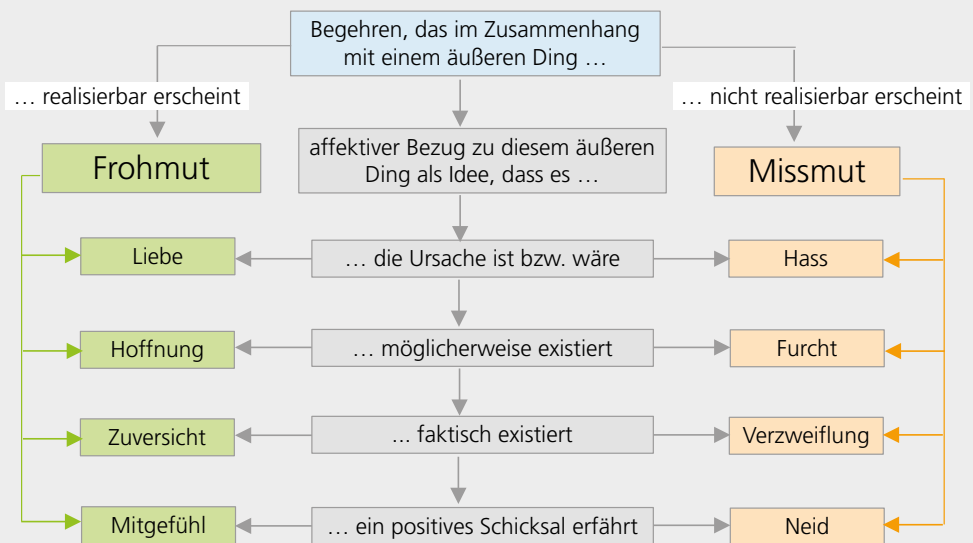 Begehren, das im Zusammenhang
mit einem äußeren Ding …
… realisierbar erscheint
… nicht realisierbar erscheint
Frohmut
affektiver Bezug zu diesem äußeren
Ding als Idee, dass es …
Missmut
Liebe
… die Ursache ist bzw. wäre
Hass
Hoffnung
… möglicherweise existiert
Furcht
Zuversicht
... faktisch existiert
Verzweiflung
Mitgefühl
… ein positives Schicksal erfährt
Neid